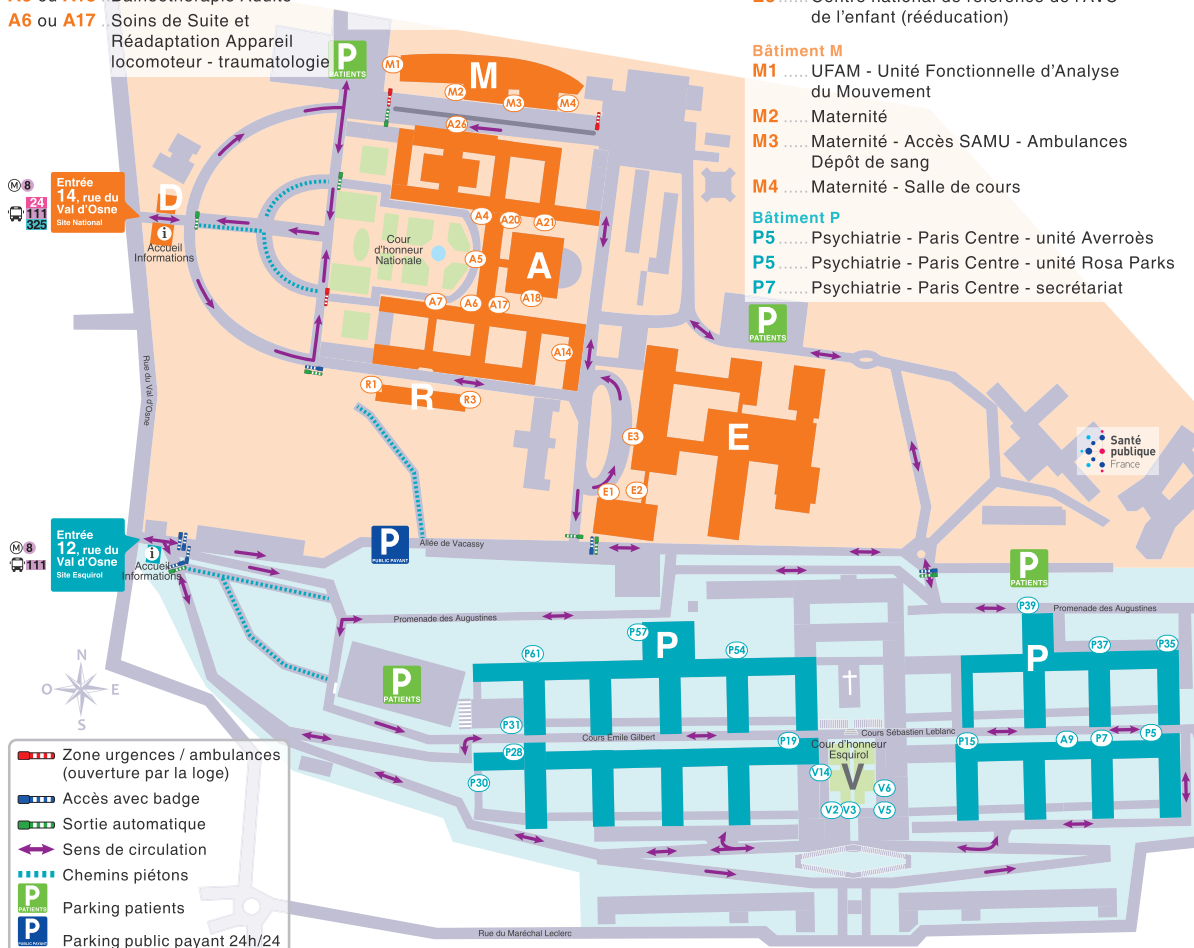 A6 ou A17 .. Soins de Suite et
Réadaptation Appareil
locomoteur - traumatologie
de l'enfant (rééducation)
Bâtiment M
M1 ..... UFAM - Unité Fonctionnelle d'Analyse
du Mouvement
M2 ..... Maternité
M3 ..... Maternité - Accès SAMU - Ambulances
Dépôt de sang
M4 ..... Maternité - Salle de cours
Bâtiment P
P5 ...... Psychiatrie - Paris Centre - unité Averroès
P5 ...... Psychiatrie - Paris Centre - unité Rosa Parks
P7 ...... Psychiatrie - Paris Centre - secrétariat
P
PATIENTS
M1
M
M2
M3
M4
A26
M 8
24
111
325
Entrée
14, rue du
Val d'Osne
Site National
D
i
Accueil
Informations
Cour
d'honneur
Nationale
A4
A20
A21
A5
A
A7
A6
A17
A18
A14
P
PATIENTS
Rue du Val d'Osne
R1
R
R3
E3
E
E1
E2
Santé
publique
France
M 8
111
Entrée
12, rue du
Val d'Osne
Site Esquirol
i
Accueil
Informations
P
PUBLIC PAYANT
Allée de Vacassy
P
PATIENTS
Promenade des Augustines
Promenade des Augustines
P39
P57
P
P61
P54
P
P37
P35
P
PATIENTS
P31
P28
P30
Cours Émile Gilbert
P19
Cour d'honneur
Esquirol
Cours Sébastien Leblanc
P15
A9
P7
P5
V14
V
V6
V2
V3
V5
N
O
E
S
Zone urgences / ambulances
(ouverture par la loge)
Accès avec badge
Sortie automatique
Sens de circulation
Chemins piétons
P
PATIENTS
Parking patients
P
PUBLIC PAYANT
Parking public payant 24h/24
Rue du Maréchal Leclerc